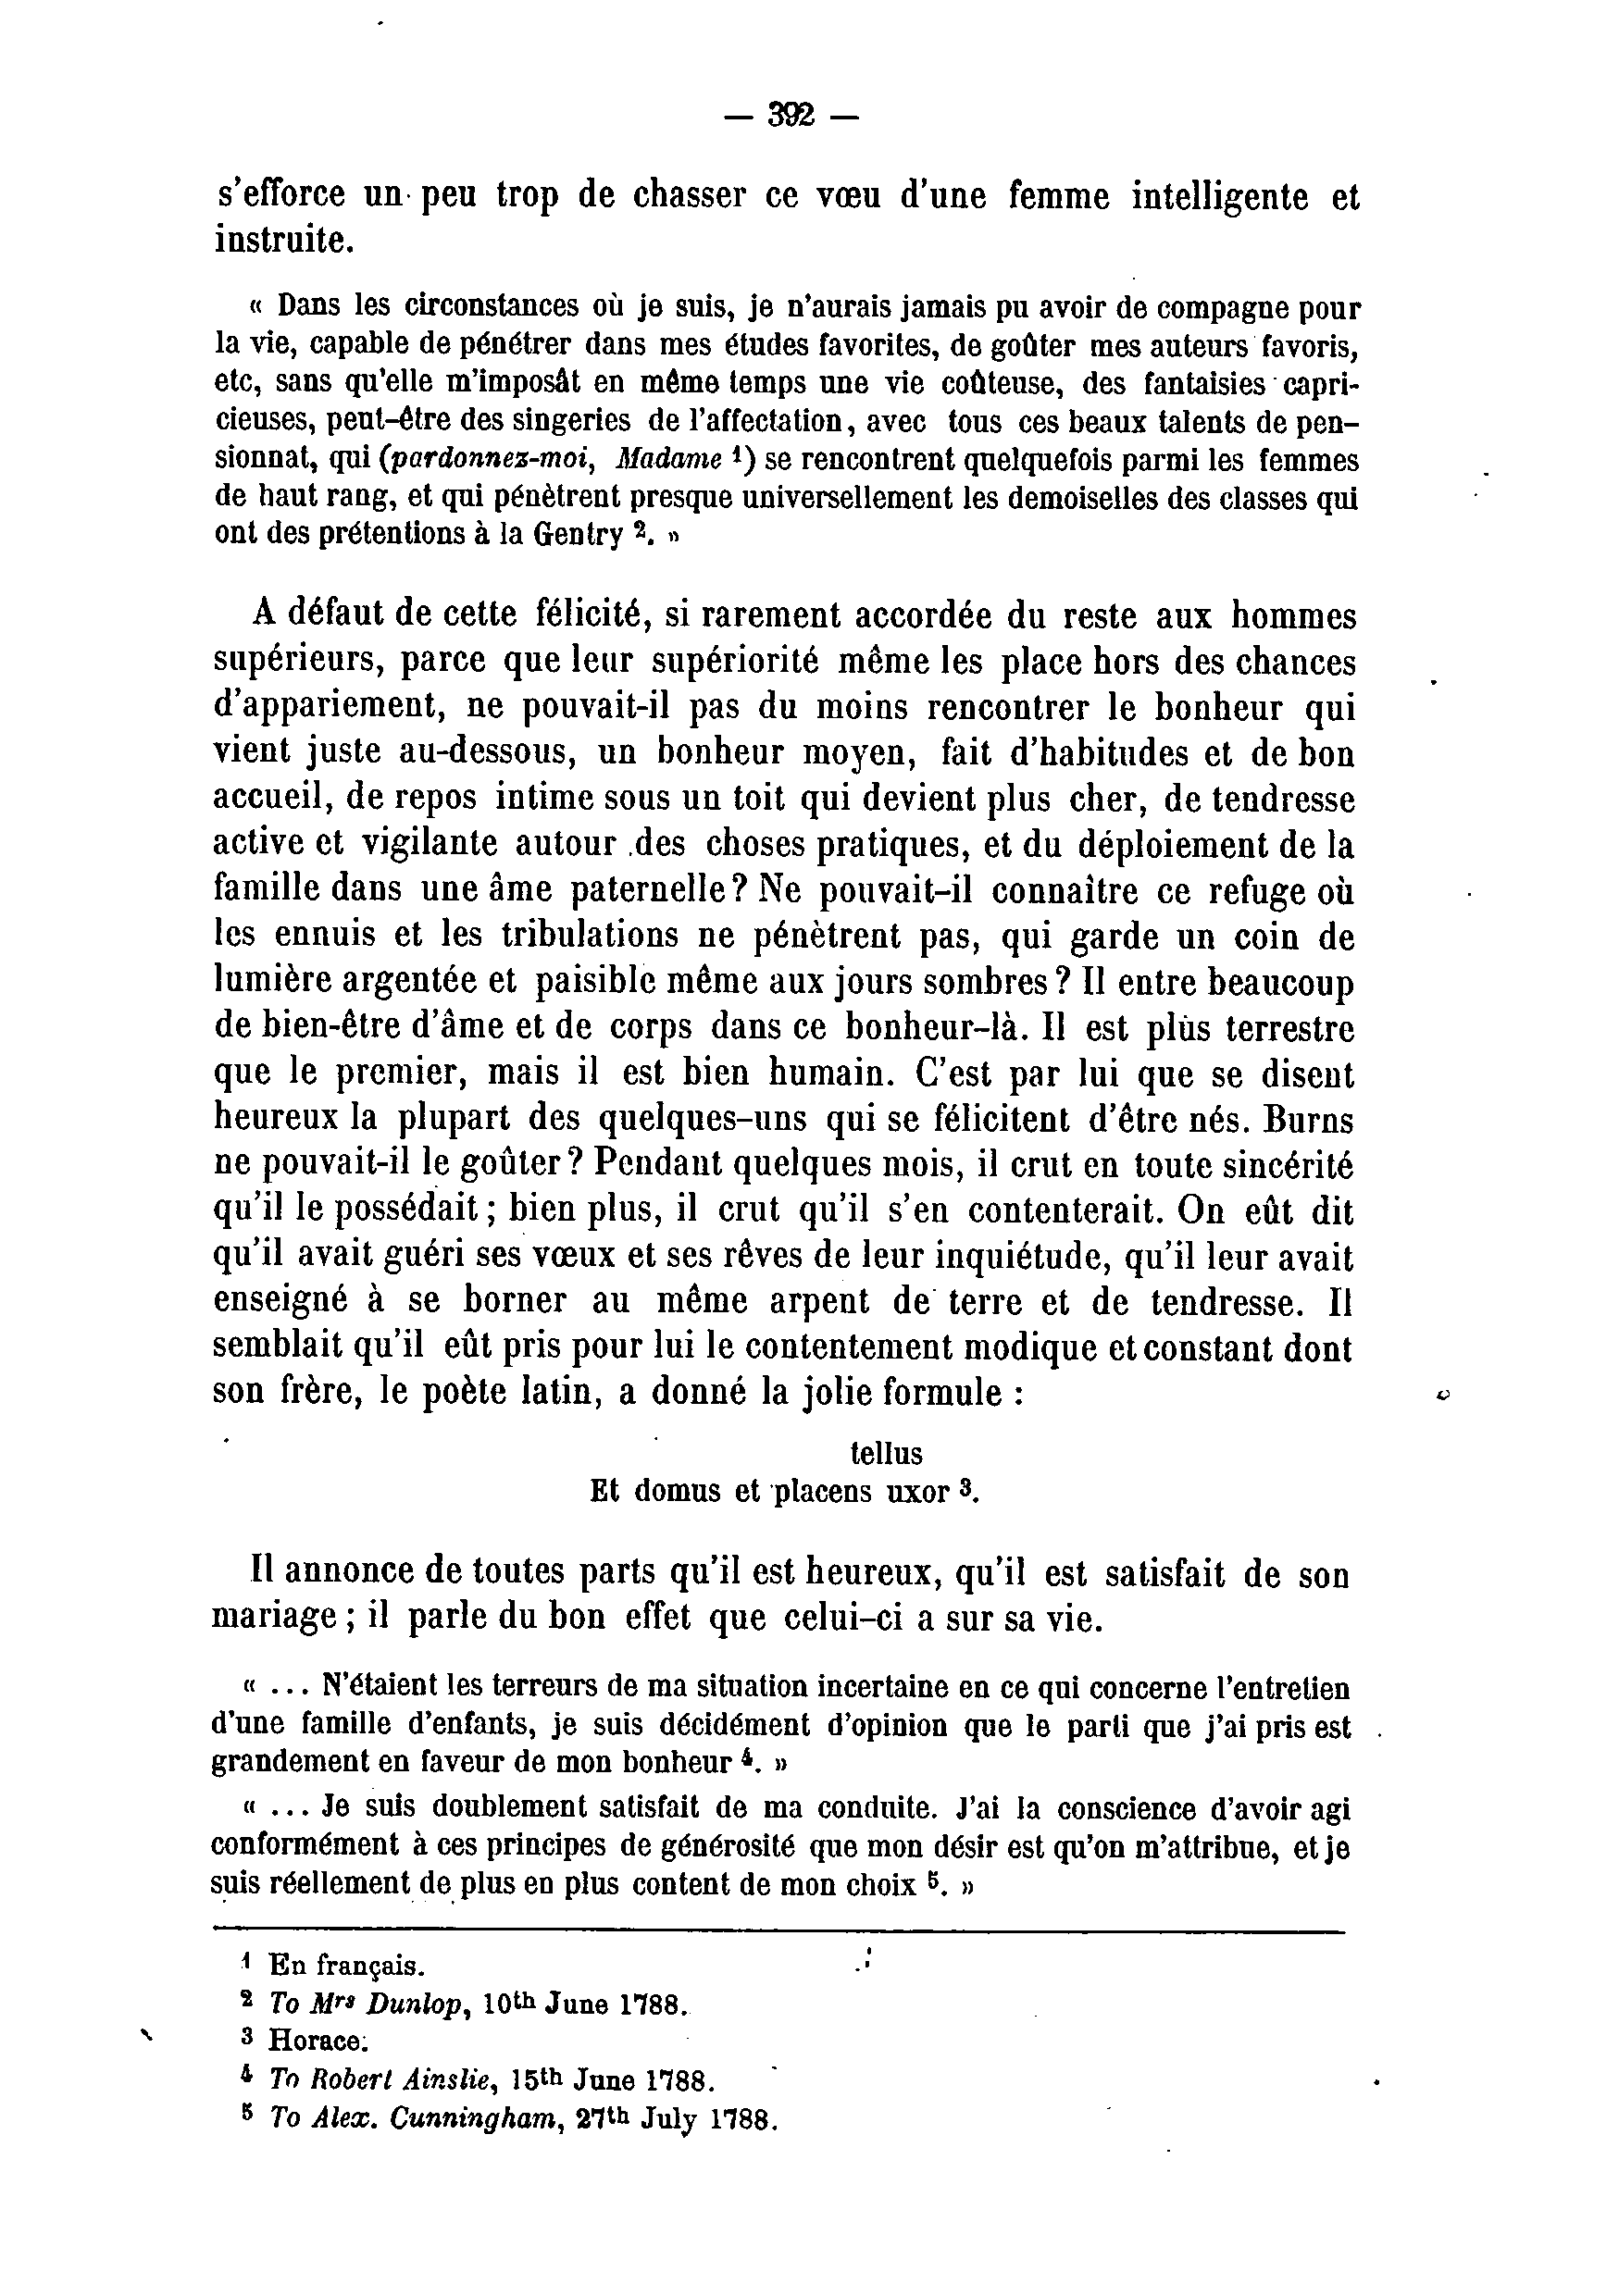 — 392 —
s'efforce un peu trop de chasser ce vœu d'une femme intelligente et
instruite.
« Dans les circonstances où je suis, je n'aurais jamais pu avoir de compagne pour
la vie, capable de pénétrer dans mes études favorites, de goûter mes auteurs favoris,
etc, sans qu'elle m'imposât en même temps une vie coûteuse, des fantaisies capri-
cieuses, peut-être des singeries de l'affectation, avec tous ces beaux talents de pen-
sionnat, qui (pardonnez-moi, Madame ¹) se rencontrent quelquefois parmi les femmes
de haut rang, et qui pénètrent presque universellement les demoiselles des classes qui
ont des prétentions à la Gentry ². »
A défaut de cette félicité, si rarement accordée du reste aux hommes
supérieurs, parce que leur supériorité même les place hors des chances
d'appariement, ne pouvait-il pas du moins rencontrer le bonheur qui
vient juste au-dessous, un bonheur moyen, fait d'habitudes et de bon
accueil, de repos intime sous un toit qui devient plus cher, de tendresse
active et vigilante autour des choses pratiques, et du déploiement de la
famille dans une âme paternelle? Ne pouvait-il connaître ce refuge où
les ennuis et les tribulations ne pénètrent pas, qui garde un coin de
lumière argentée et paisible même aux jours sombres? Il entre beaucoup
de bien-être d'âme et de corps dans ce bonheur-là. Il est plus terrestre
que le premier, mais il est bien humain. C'est par lui que se disent
heureux la plupart des quelques-uns qui se félicitent d'être nés. Burns
ne pouvait-il le goûter? Pendant quelques mois, il crut en toute sincérité
qu'il le possédait ; bien plus, il crut qu'il s'en contenterait. On eût dit
qu'il avait guéri ses vœux et ses rêves de leur inquiétude, qu'il leur avait
enseigné à se borner au même arpent de terre et de tendresse. Il
semblait qu'il eût pris pour lui le contentement modique et constant dont
son frère, le poète latin, a donné la jolie formule :
tellus
Et domus et placens uxor ³.
Il annonce de toutes parts qu'il est heureux, qu'il est satisfait de son
mariage ; il parle du bon effet que celui-ci a sur sa vie.
« ... N'étaient les terreurs de ma situation incertaine en ce qui concerne l'entretien
d'une famille d'enfants, je suis décidément d'opinion que le parti que j'ai pris est
grandement en faveur de mon bonheur ⁴. »
« ... Je suis doublement satisfait de ma conduite. J'ai la conscience d'avoir agi
conformément à ces principes de générosité que mon désir est qu'on m'attribue, et je
suis réellement de plus en plus content de mon choix ⁵. »
¹ En français.
² To Mrs Dunlop, 10th June 1788.
³ Horace.
⁴ To Robert Ainslie, 15th June 1788.
⁵ To Alex. Cunningham, 27th July 1788.